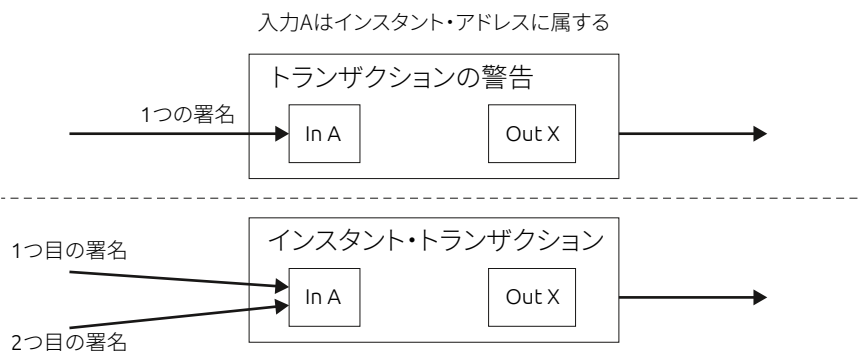 入力Aはインスタント・アドレスに属する
トランザクションの警告
1つの署名
In A
Out X
インスタント・トランザクション
1つ目の署名
In A
Out X
2つ目の署名